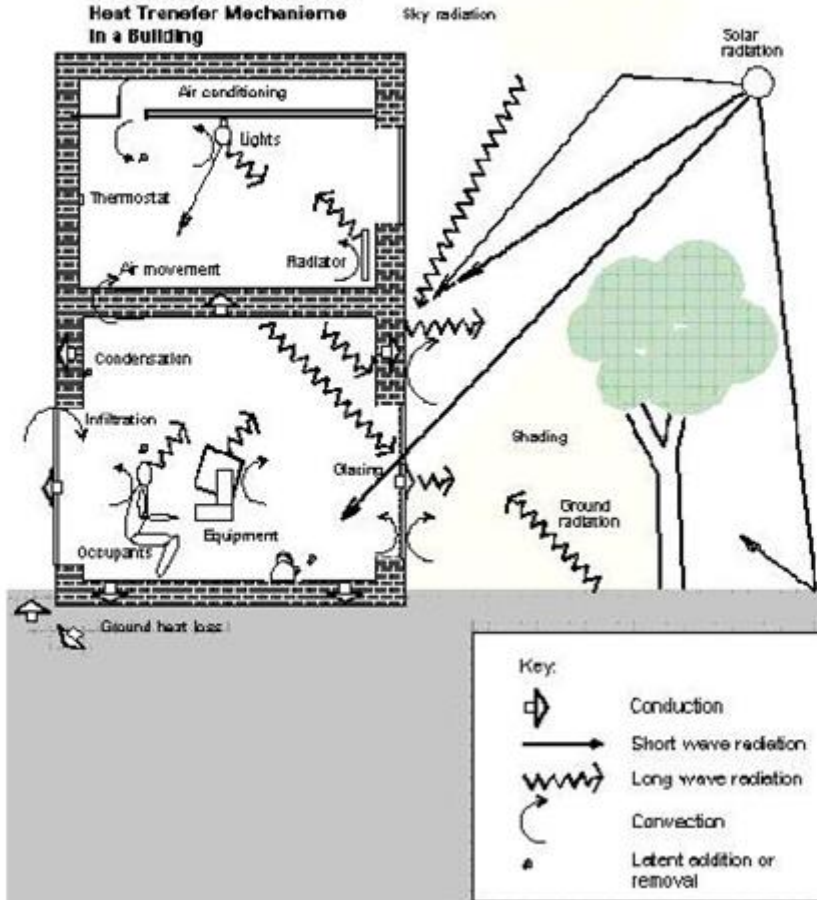 Heat Trenefer Mechanieme
in a Building
Sky radiation
Solar
radiation
Air conditioning
Lights
Thermostat
Air movement
Radiator
Condensation
Infiltration
Glasing
Shading
Ground
radiation
Equipment
Occupants
Ground heat loss
Key:
Conduction
Short wave radiation
Long wave radiation
Convection
Latent addition or
removal